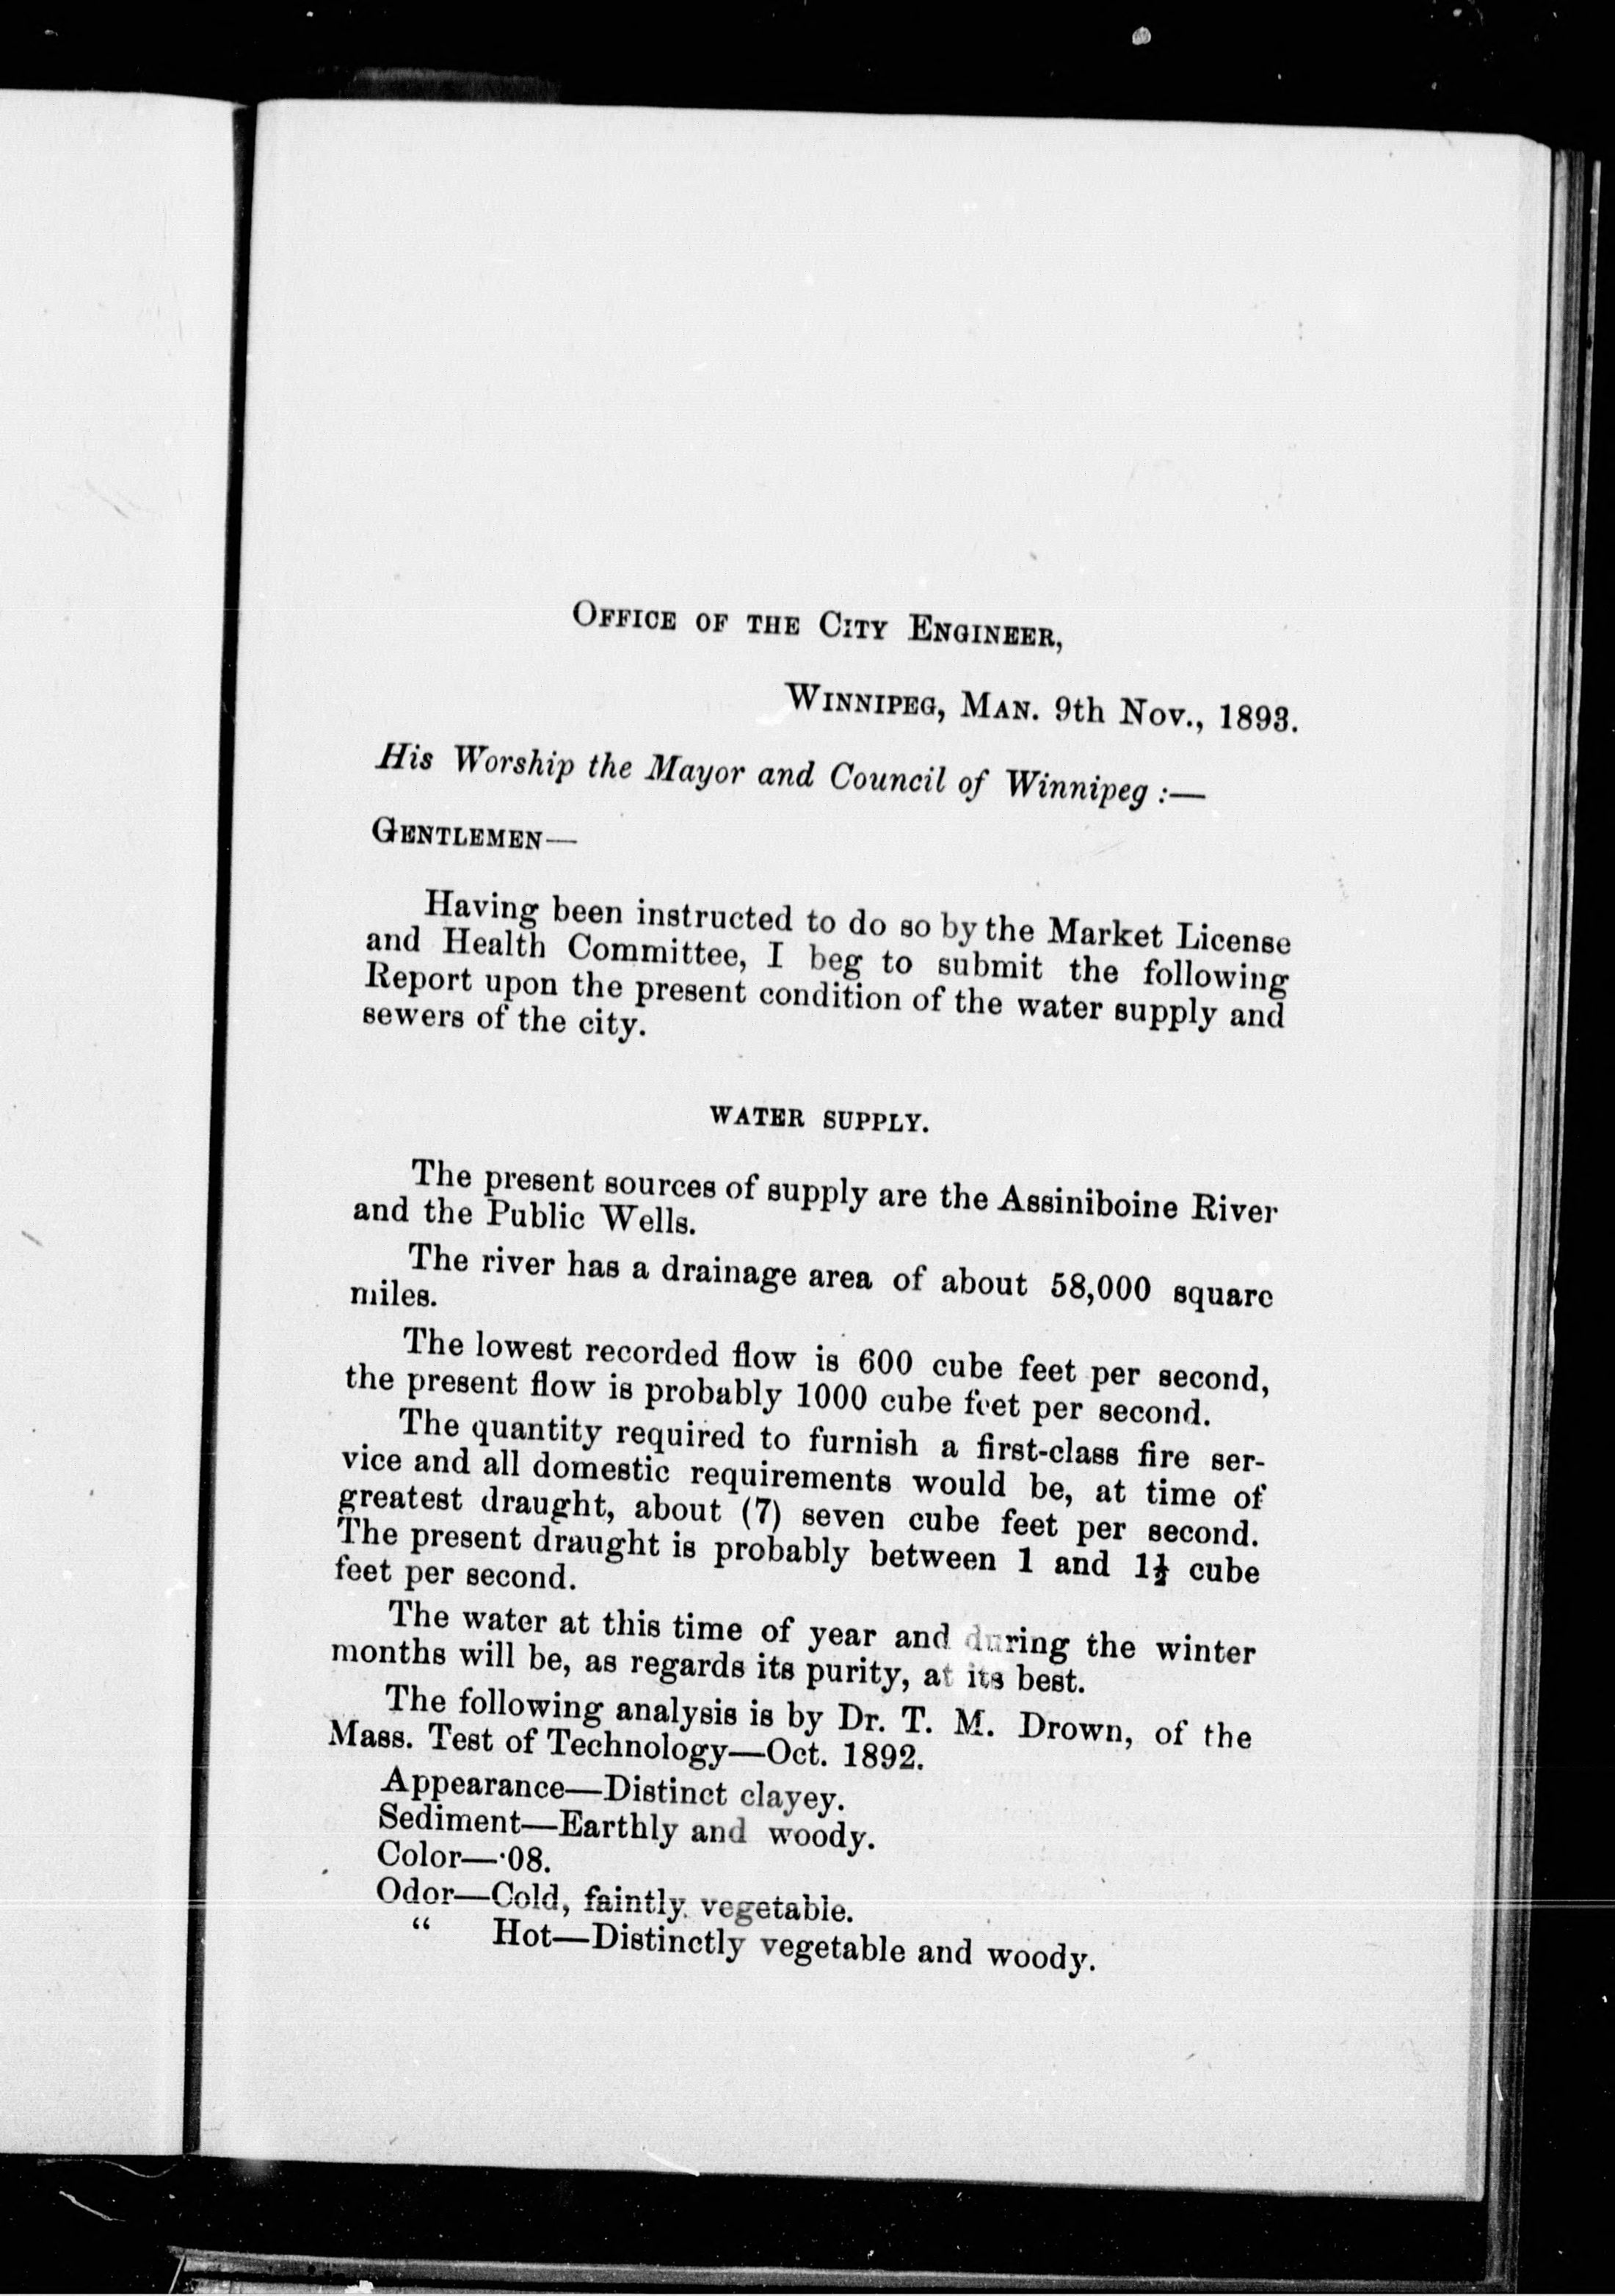 OFFICE OF THE CITY ENGINEER,
WINNIPEG, MAN. 9th Nov., 1893.
His Worship the Mayor and Council of Winnipeg :—
GENTLEMEN—
Having been instructed to do so by the Market License
and Health Committee, I beg to submit the following
Report upon the present condition of the water supply and
sewers of the city.
WATER SUPPLY.
The present sources of supply are the Assiniboine River
and the Public Wells.
The river has a drainage area of about 58,000 square
miles.
The lowest recorded flow is 600 cube feet per second,
the present flow is probably 1000 cube feet per second.
The quantity required to furnish a first-class fire ser-
vice and all domestic requirements would be, at time of
greatest draught, about (7) seven cube feet per second.
The present draught is probably between 1 and 1½ cube
feet per second.
The water at this time of year and during the winter
months will be, as regards its purity, at its best.
The following analysis is by Dr. T. M. Drown, of the
Mass. Test of Technology—Oct. 1892.
Appearance—Distinct clayey.
Sediment—Earthly and woody.
Color—·08.
Odor—Cold, faintly vegetable.
“ Hot—Distinctly vegetable and woody.